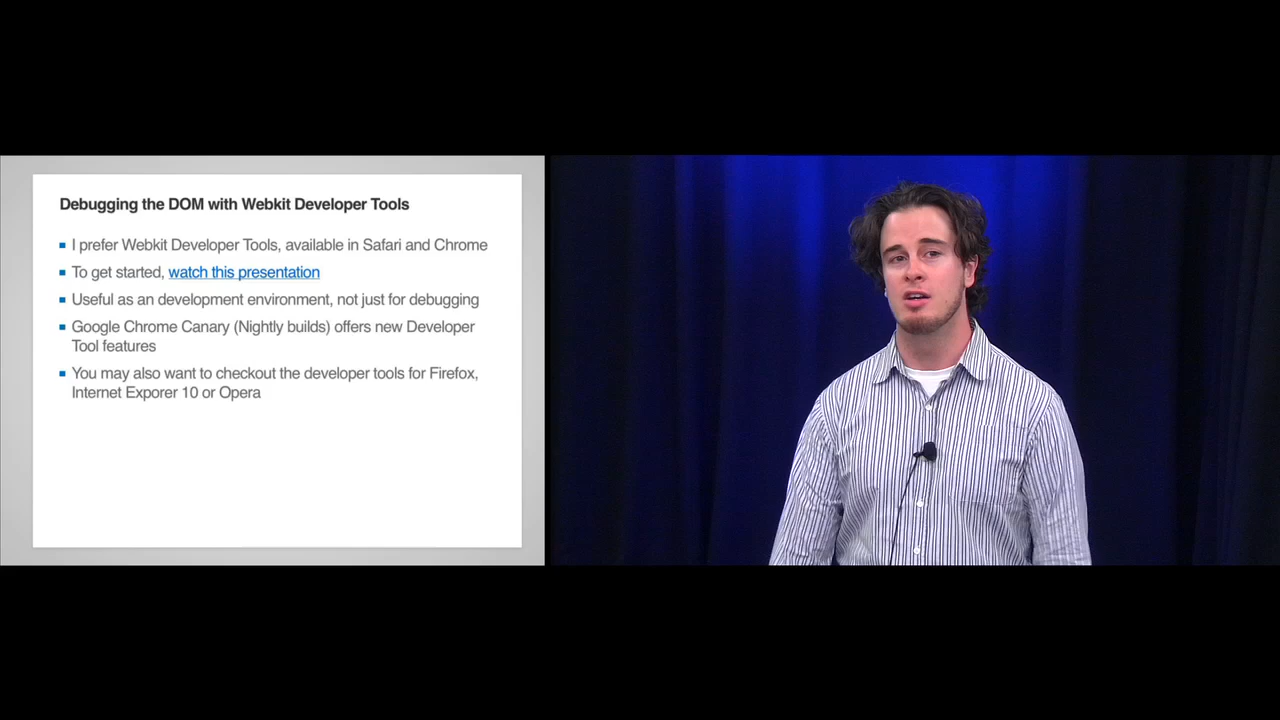 Debugging the DOM with Webkit Developer Tools
I prefer Webkit Developer Tools, available in Safari and Chrome
To get started, watch this presentation
Useful as an development environment, not just for debugging
Google Chrome Canary (Nightly builds) offers new Developer
Tool features
You may also want to checkout the developer tools for Firefox,
Internet Exporer 10 or Opera